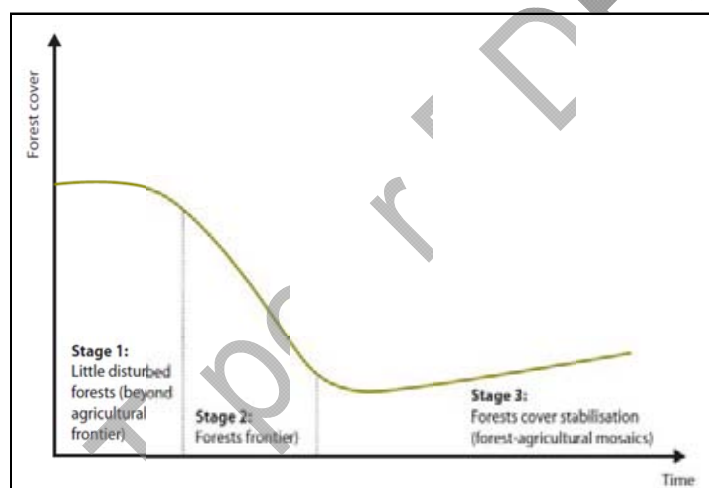 Forest cover
Stage 1:
Little disturbed
forests (beyond
agricultural
frontier)
Stage 2:
Forests frontier)
Stage 3:
Forests cover stabilisation
(forest-agricultural mosaics)
Time